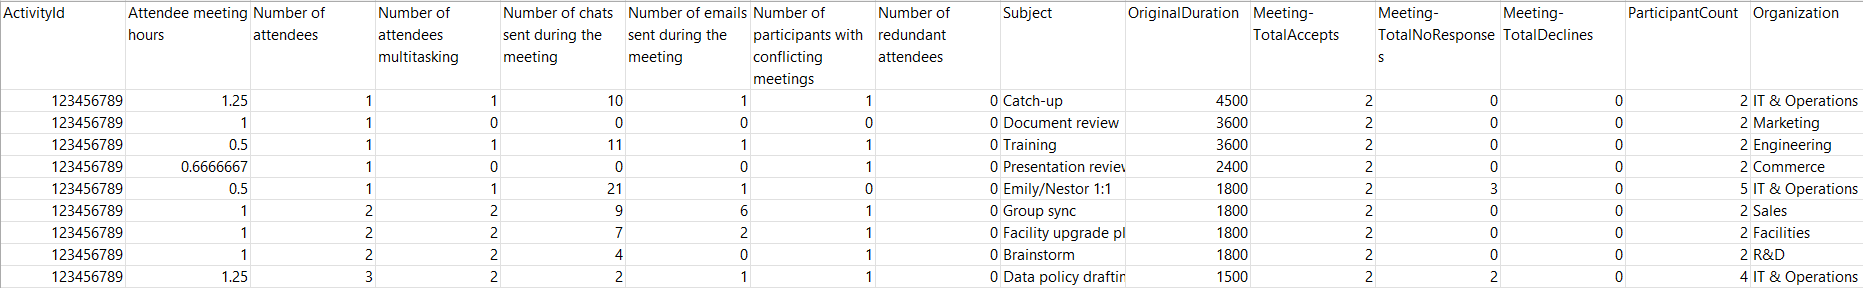 ActivityId Attendee meeting hours Number of attendees Number of attendees multitasking Number of chats sent during the meeting Number of emails sent during the meeting Number of participants with conflicting meetings Number of redundant attendees Subject OriginalDuration Meeting-TotalAccepts Meeting-TotalNoResponses Meeting-TotalDeclines ParticipantCount Organization
123456789 1.25 1 1 10 1 1 0 Catch-up 4500 2 0 0 2 IT & Operations
123456789 1 1 0 0 0 0 0 Document review 3600 2 0 0 2 Marketing
123456789 0.5 1 1 11 1 1 0 Training 3600 2 0 0 2 Engineering
123456789 0.6666667 1 0 0 0 1 0 Presentation review 2400 2 0 0 2 Commerce
123456789 0.5 1 1 21 1 0 0 Emily/Nestor 1:1 1800 2 3 0 5 IT & Operations
123456789 1 2 2 9 6 1 0 Group sync 1800 2 0 0 2 Sales
123456789 1 2 2 7 2 1 0 Facility upgrade pl 1800 2 0 0 2 Facilities
123456789 1 2 2 4 0 1 0 Brainstorm 1800 2 0 0 2 R&D
123456789 1.25 3 2 2 1 1 0 Data policy draftin 1500 2 2 0 4 IT & Operations